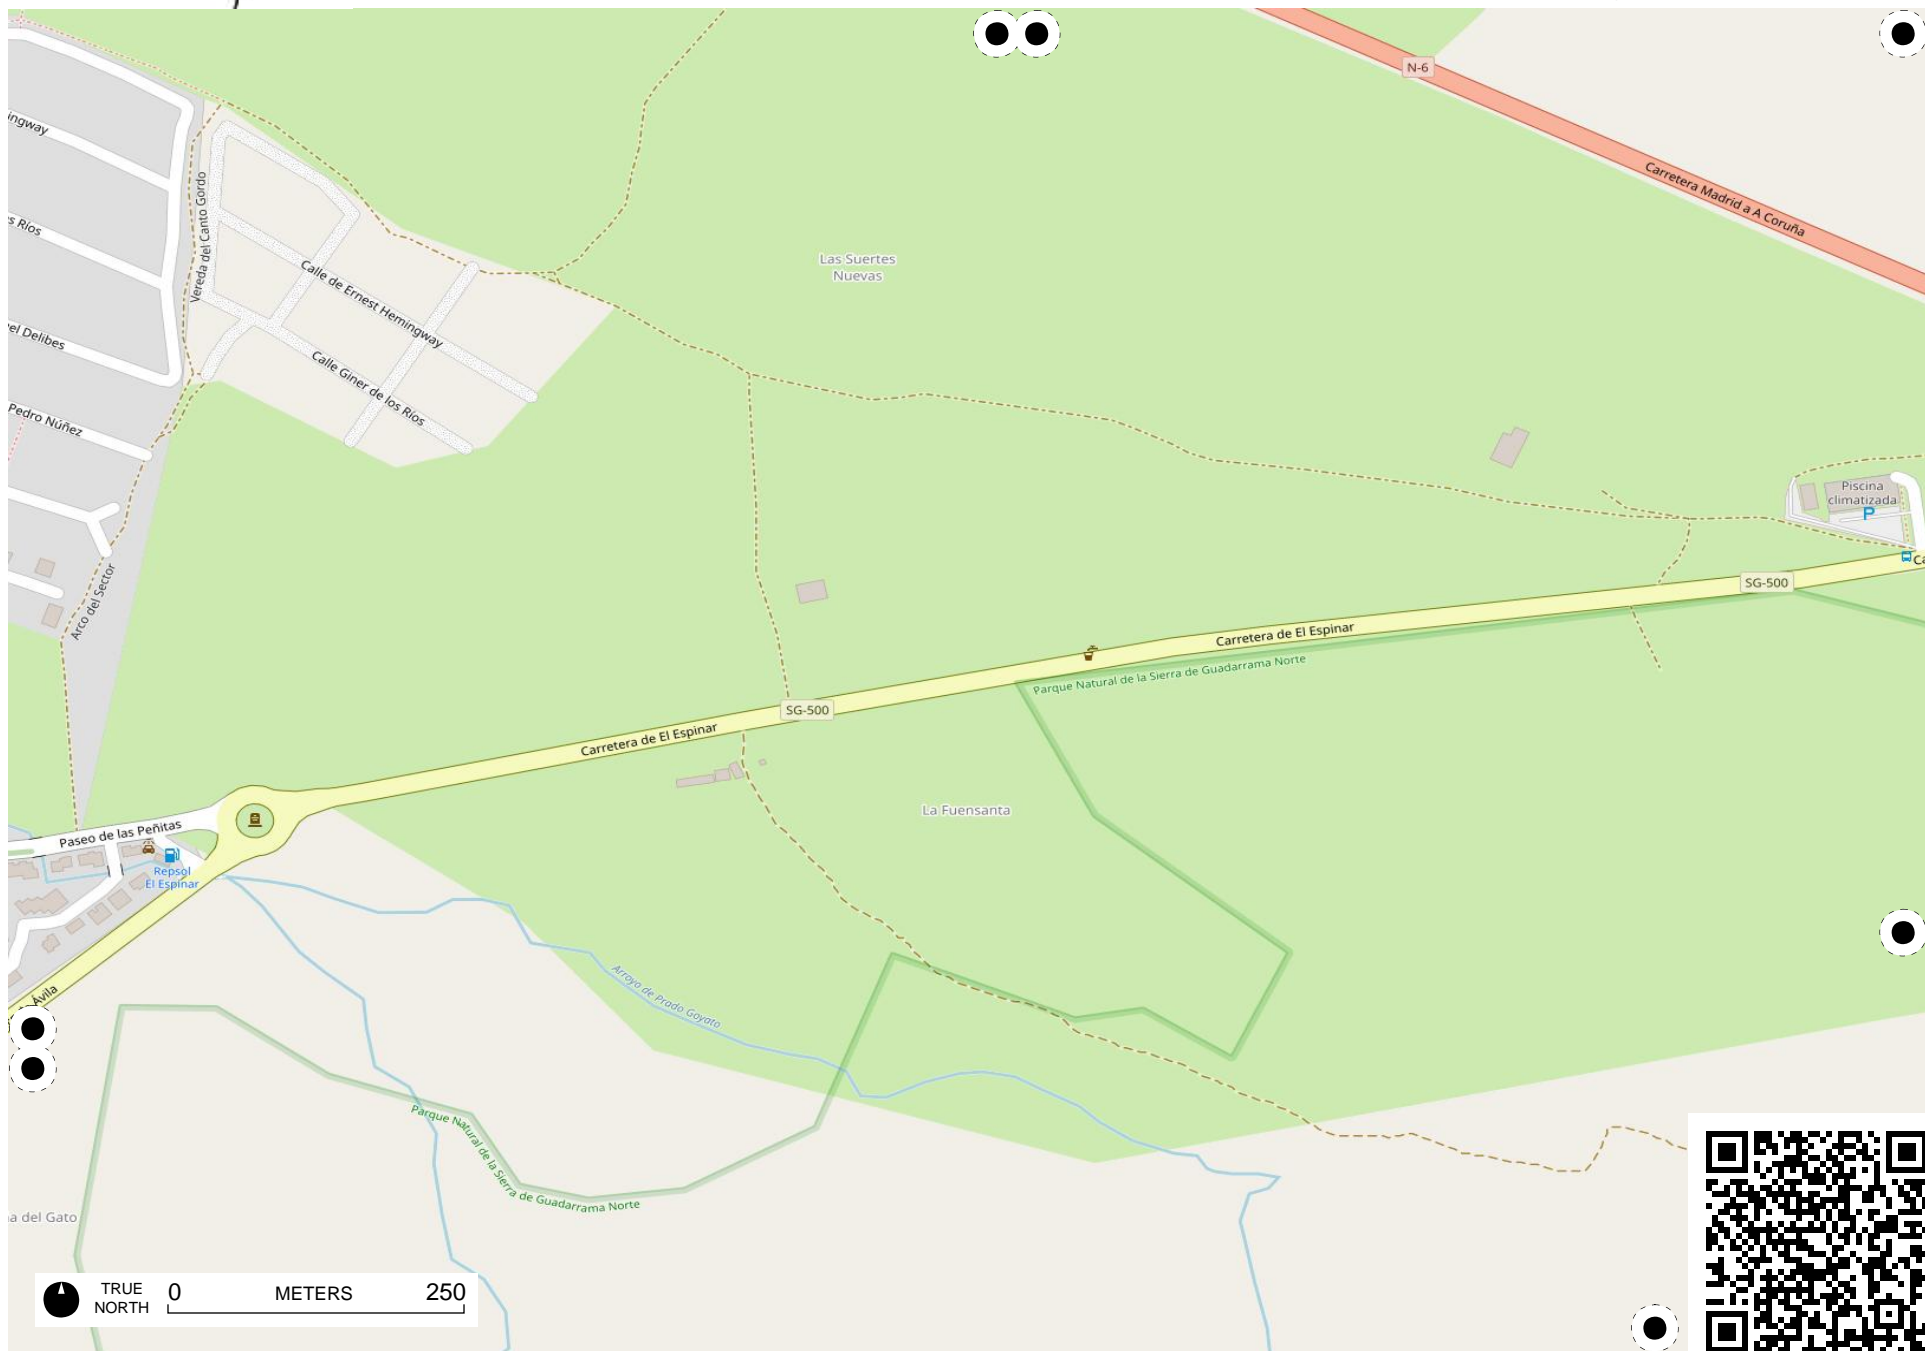 N-6
Carretera Madrid a A Coruña
Vereda del Canto Gordo
Las Suertes
Nuevas
Calle de Ernest Hemingway
Calle Giner de los Ríos
Pedro Núñez
Piscina
climatizada
P
SG-500
Arco del Sector
Carretera de El Espinar
Parque Natural de la Sierra de Guadarrama Norte
SG-500
Carretera de El Espinar
La Fuensanta
Paseo de las Peñitas
Repsol
El Espinar
Ávila
Arroyo de Prado Goyato
Parque Natural de la Sierra de Guadarrama Norte
del Gato
TRUE
NORTH
0 METERS 250